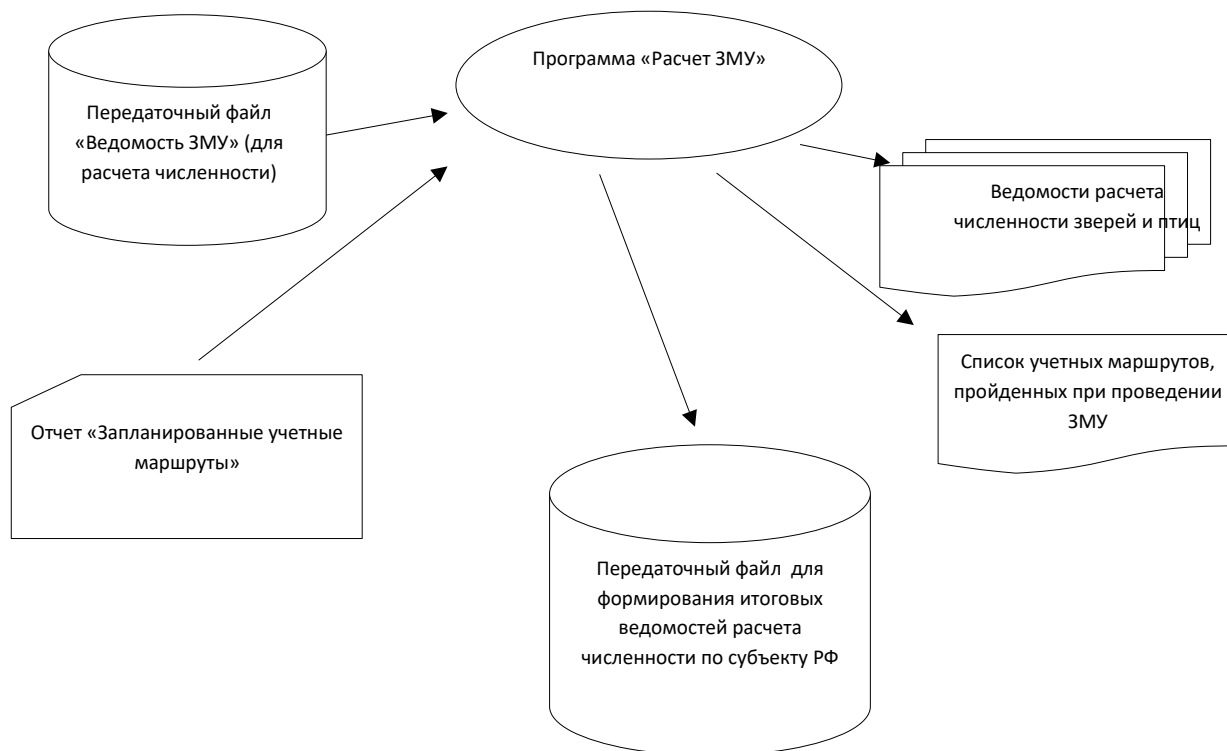 Программа «Расчет ЗМУ»
Передаточный файл
«Ведомость ЗМУ» (для
расчета численности)
Ведомости расчета
численности зверей и птиц
Список учетных маршрутов,
пройденных при проведении
ЗМУ
Отчет «Запланированные учетные
маршруты»
Передаточный файл для
формирования итоговых
ведомостей расчета
численности по субъекту РФ